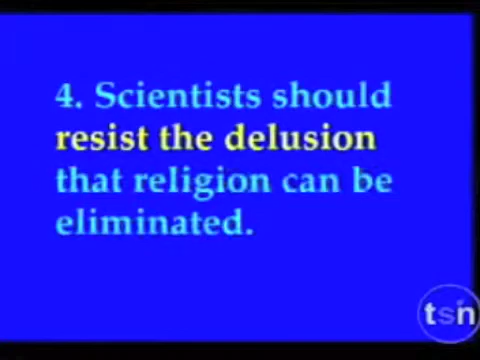 4. Scientists should
resist the delusion
that religion can be
eliminated.
tsn